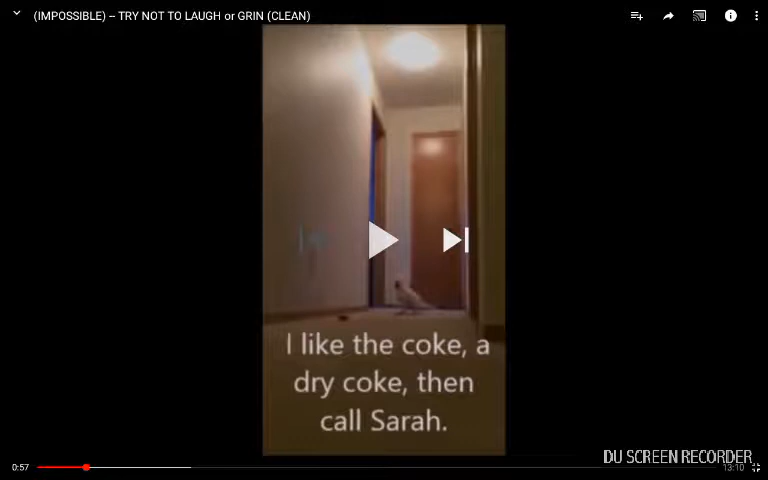 (IMPOSSIBLE) – TRY NOT TO LAUGH or GRIN (CLEAN)
I like the coke, a
dry coke, then
call Sarah.
DU SCREEN RECORDER
0:57
13:10